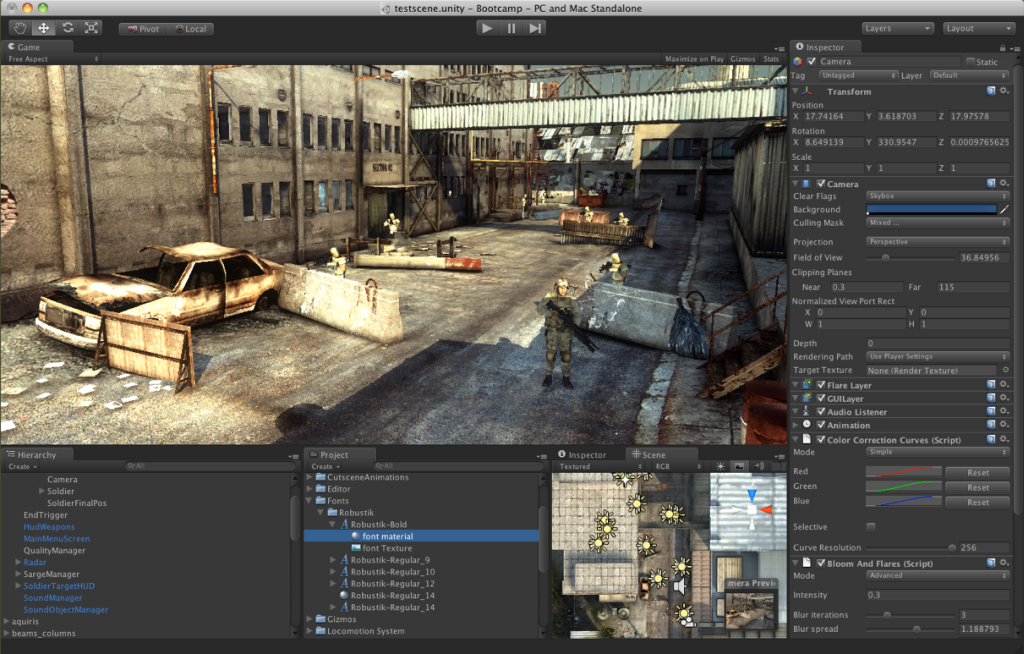 testscene.unity – Bootcamp – PC and Mac Standalone
Pivot Local
Layers Layout
Game
Free Aspect Maximize on Play Gizmos Stats
SECTION 02
Inspector
Camera Static
Tag Untagged Layer Default
Transform
Position
X 17.74164 Y 3.618703 Z 17.97578
Rotation
X 8.649139 Y 330.9547 Z 0.0009765625
Scale
X 1 Y 1 Z 1
Camera
Clear Flags Skybox
Background
Culling Mask Mixed ...
Projection Perspective
Field of View 36.84956
Clipping Planes
Near 0.3 Far 115
Normalized View Port Rect
X 0 Y 0
W 1 H 1
Depth 0
Rendering Path Use Player Settings
Target Texture None (Render Texture)
Flare Layer
GUILayer
Audio Listener
Animation
Color Correction Curves (Script)
Mode Simple
Red Reset
Green Reset
Blue Reset
Selective
Curve Resolution 256
Bloom And Flares (Script)
Mode Advanced
Intensity 0.3
Blur iterations 3
Blur spread 1.188793
Hierarchy
Create All
Camera
Soldier
SoldierFinalPos
EndTrigger
HudWeapons
MainMenuScreen
QualityManager
Radar
SargeManager
SoldierTargetHUD
SoundManager
SoundObjectManager
aquiris
beams_columns
Project
Create All
CutsceneAnimations
Editor
Fonts
Robustik
Robustik-Bold
font material
font Texture
Robustik-Regular_9
Robustik-Regular_10
Robustik-Regular_12
Robustik-Regular_14
Robustik-Regular_14
Gizmos
Locomotion System
Inspector Scene
Textured RGB
mera Previ